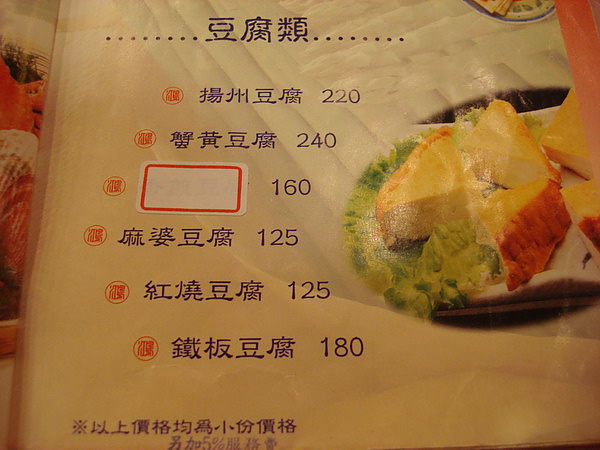 ........豆腐類........
揚州豆腐 220
蟹黃豆腐 240
160
麻婆豆腐 125
紅燒豆腐 125
鐵板豆腐 180
※以上價格均爲小份價格
另加5%服務費